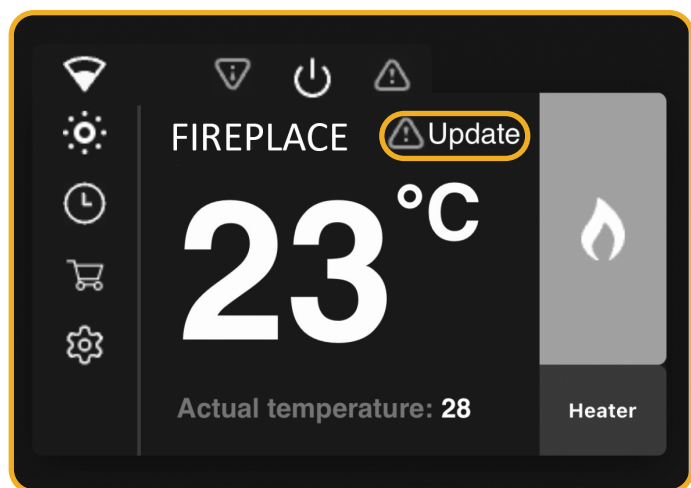 FIREPLACE
Update
23°C
Actual temperature: 28
Heater